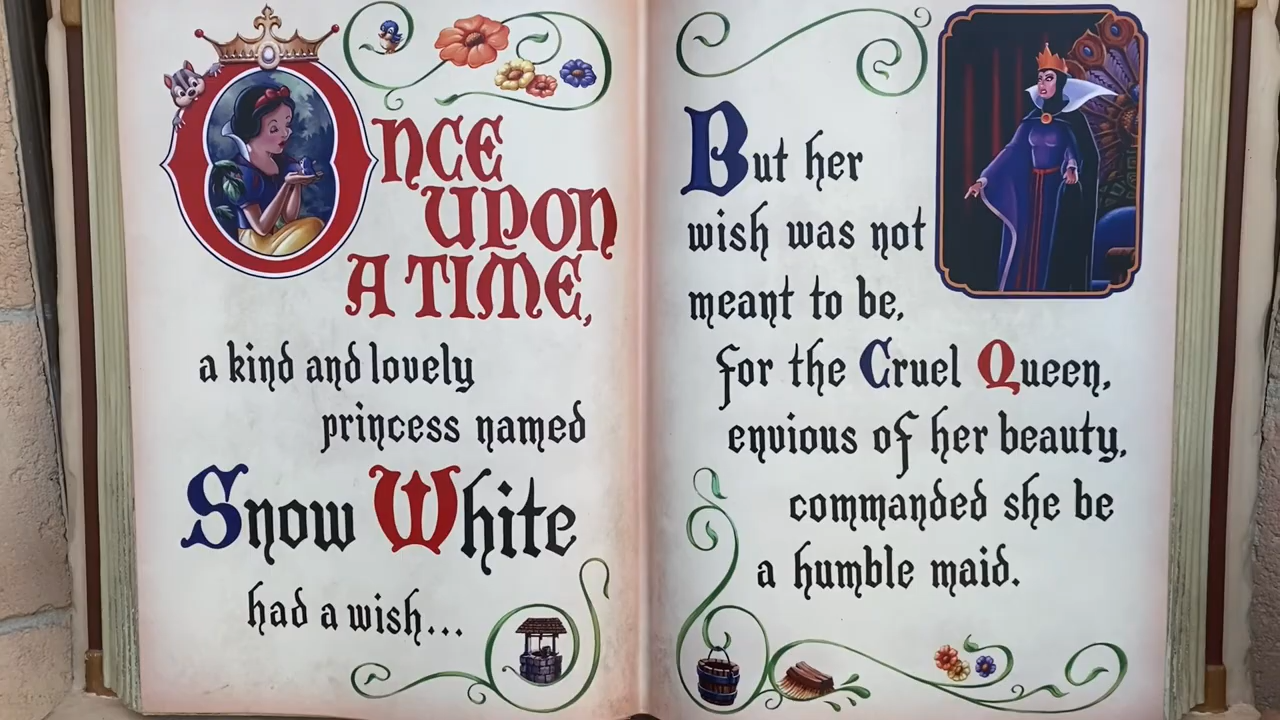 Once
upon
a time,
a kind and lovely
princess named
Snow White
had a wish...
But her
wish was not
meant to be,
for the Cruel Queen,
envious of her beauty,
commanded she be
a humble maid.